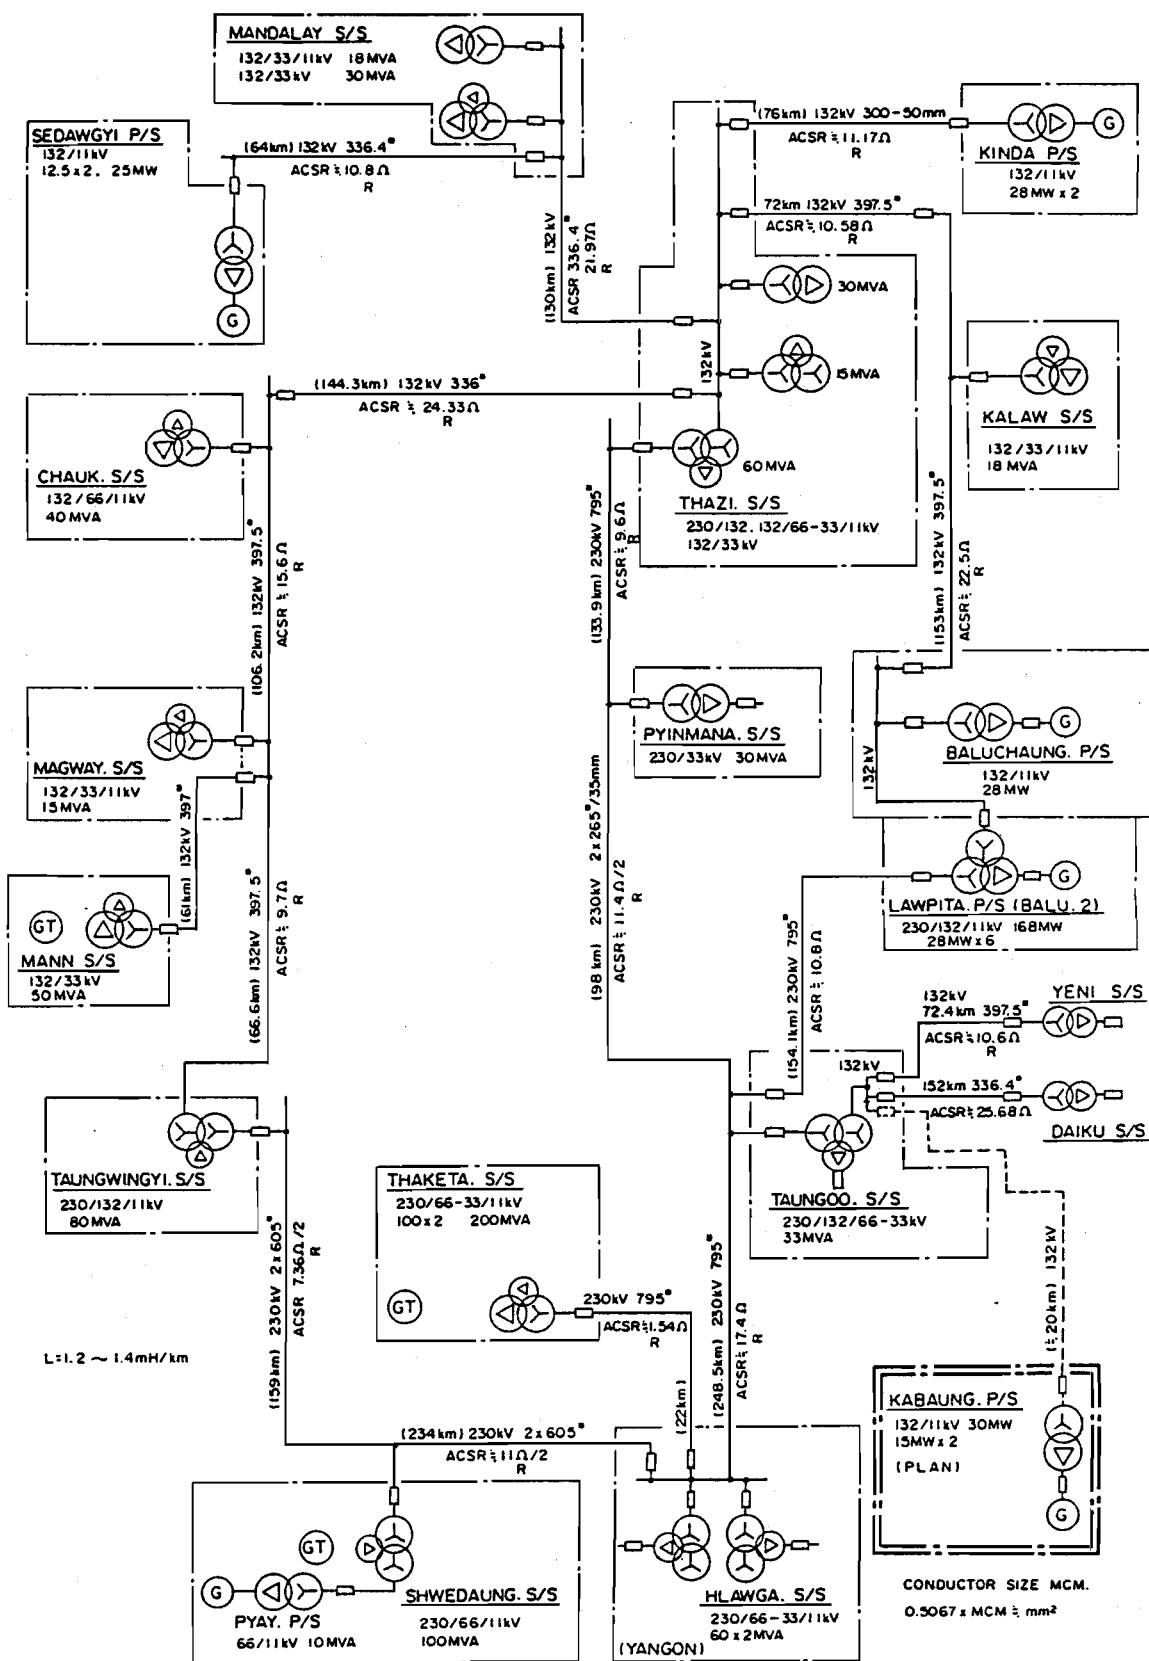 MANDALAY S/S
132/33/11kV 18MVA
132/33kV 30MVA
SEDAWGYI P/S
132/11kV
12.5x2, 25MW
(64km) 132kV 336.4■
ACSR≒10.8Ω
R
G
(130km) 132kV
ACSR 336.4■
21.97Ω
R
(76km) 132kV 300-50mm
ACSR≒11.17Ω
R
G
KINDA P/S
132/11kV
28MW x 2
72km 132kV 397.5■
ACSR≒10.58Ω
R
30MVA
132kV
15MVA
KALAW S/S
132/33/11kV
18MVA
(144.3km) 132kV 336■
ACSR≒24.33Ω
R
CHAUK. S/S
132/66/11kV
40MVA
60MVA
THAZI. S/S
230/132. 132/66-33/11kV
132/33kV
(106.2km) 132kV 397.5■
ACSR≒15.6Ω
R
(133.9km) 230kV 795■
ACSR≒9.6Ω
R
(153km) 132kV 397.5■
ACSR≒22.5Ω
R
MAGWAY. S/S
132/33/11kV
15MVA
PYINMANA. S/S
230/33kV 30MVA
132kV
G
BALUCHAUNG. P/S
132/11kV
28MW
(61km) 132kV 397■
(66.6km) 132kV 397.5■
ACSR≒9.7Ω
R
(98km) 230kV 2x265■/35mm
ACSR≒11.4Ω/2
R
G
LAWPITA. P/S (BALU. 2)
230/132/11kV 168MW
28MW x 6
GT
MANN S/S
132/33kV
50MVA
(154.1km) 230kV 795■
ACSR≒10.8Ω
132kV
72.4km 397.5■
ACSR≒10.6Ω
R
YENI S/S
132kV
152km 336.4■
ACSR≒25.68Ω
DAIKU S/S
TAUNGWINGYI. S/S
230/132/11kV
80MVA
THAKETA. S/S
230/66-33/11kV
100x2 200MVA
GT
TAUNGOO. S/S
230/132/66-33kV
33MVA
(159km) 230kV 2x605■
ACSR 7.36Ω/2
R
230kV 795■
ACSR≒1.54Ω
R
(22km)
(248.5km) 230kV 795■
ACSR≒17.4Ω
R
(≒20km) 132kV
L=1.2 ~ 1.4mH/km
KABAUNG. P/S
132/11kV 30MW
15MW x 2
(PLAN)
G
(234km) 230kV 2x605■
ACSR≒11Ω/2
R
GT
G
PYAY. P/S
66/11kV 10MVA
SHWEDAUNG. S/S
230/66/11kV
100MVA
HLAWGA. S/S
230/66-33/11kV
60x2MVA
(YANGON)
CONDUCTOR SIZE MCM.
0.5067 x MCM ≒ mm²